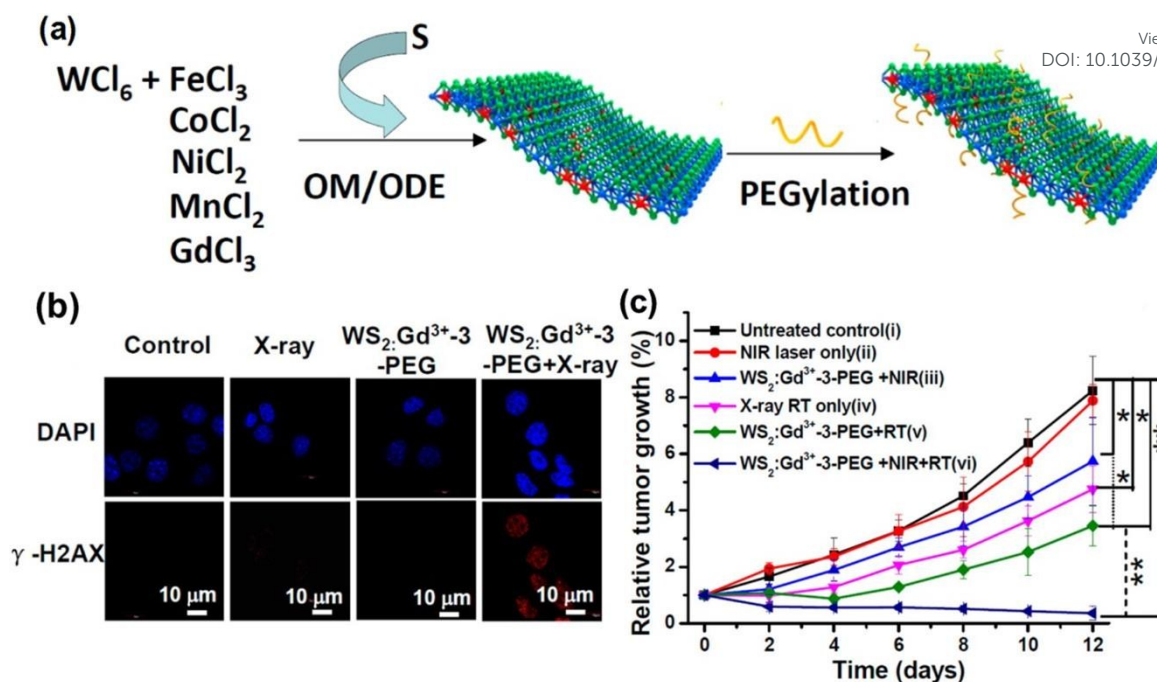 (a)
S
Vie
DOI: 10.1039/
WCl₆ + FeCl₃
CoCl₂
NiCl₂
MnCl₂
GdCl₃
OM/ODE
PEGylation
(b)
Control
X-ray
WS₂:Gd³⁺-3
-PEG
WS₂:Gd³⁺-3
-PEG+X-ray
DAPI
γ-H2AX
10 μm
10 μm
10 μm
10 μm
(c)
Relative tumor growth (%)
10
8
6
4
2
0
Untreated control(i)
NIR laser only(ii)
WS₂:Gd³⁺-3-PEG +NIR(iii)
X-ray RT only(iv)
WS₂:Gd³⁺-3-PEG+RT(v)
WS₂:Gd³⁺-3-PEG +NIR+RT(vi)
*
*
*
**
0 2 4 6 8 10 12
Time (days)